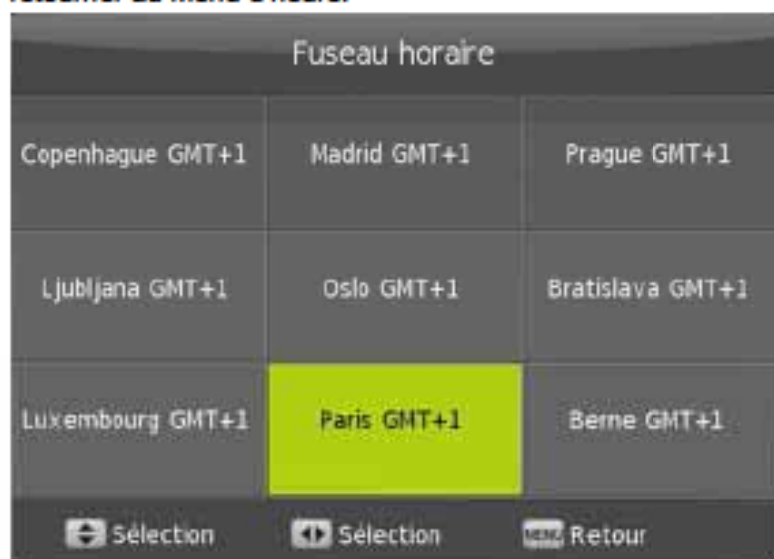 Fuseau horaire
Copenhague GMT+1 Madrid GMT+1 Prague GMT+1
Ljubljana GMT+1 Oslo GMT+1 Bratislava GMT+1
Luxembourg GMT+1 Paris GMT+1 Berne GMT+1
Sélection Sélection MENU Retour